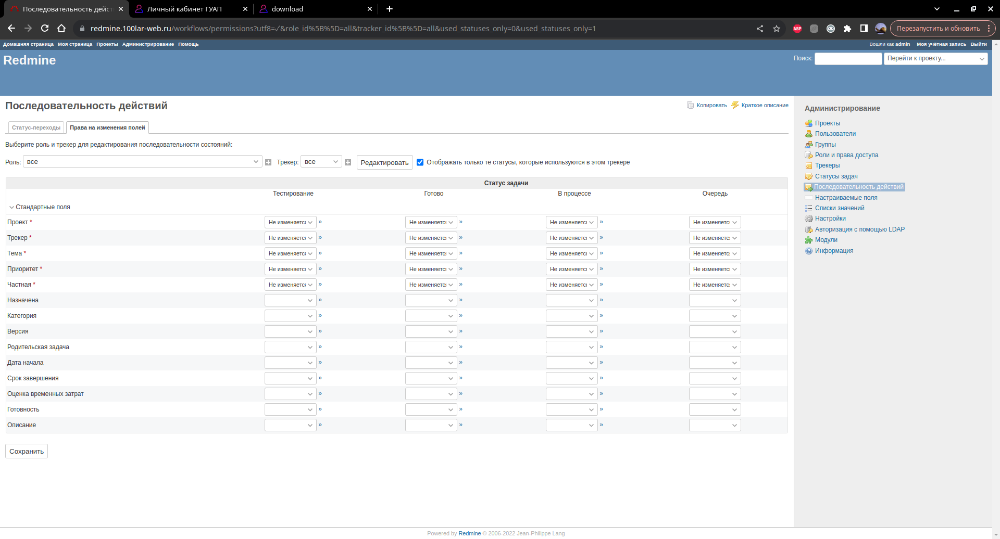 Последовательность дейст
Личный кабинет ГУАП
download
redmine.100lar-web.ru/workflows/permissions?utf8=✓&role_id%5B%5D=all&tracker_id%5B%5D=all&used_statuses_only=0&used_statuses_only=1
ABP
Перезапустить и обновить
Домашняя страница Моя страница Проекты Администрирование Помощь
Вошли как admin Моя учётная запись Выйти
Redmine
Поиск: Перейти к проекту...
Последовательность действий
Копировать Краткое описание
Статус-переходы Права на изменения полей
Выберите роль и трекер для редактирования последовательности состояний:
Роль: все Трекер: все Редактировать Отображать только те статусы, которые используются в этом трекере
Статус задачи
Тестирование Готово В процессе Очередь
Стандартные поля
Проект * Не изменяетс » Не изменяетс » Не изменяетс » Не изменяетс
Трекер * Не изменяетс » Не изменяетс » Не изменяетс » Не изменяетс
Тема * Не изменяетс » Не изменяетс » Не изменяетс » Не изменяетс
Приоритет * Не изменяетс » Не изменяетс » Не изменяетс » Не изменяетс
Частная * Не изменяетс » Не изменяетс » Не изменяетс » Не изменяетс
Назначена » » »
Категория » » »
Версия » » »
Родительская задача » » »
Дата начала » » »
Срок завершения » » »
Оценка временных затрат » » »
Готовность » » »
Описание » » »
Сохранить
Администрирование
Проекты
Пользователи
Группы
Роли и права доступа
Трекеры
Статусы задач
Последовательность действий
Настраиваемые поля
Списки значений
Настройки
Авторизация с помощью LDAP
Модули
Информация
Powered by Redmine © 2006-2022 Jean-Philippe Lang